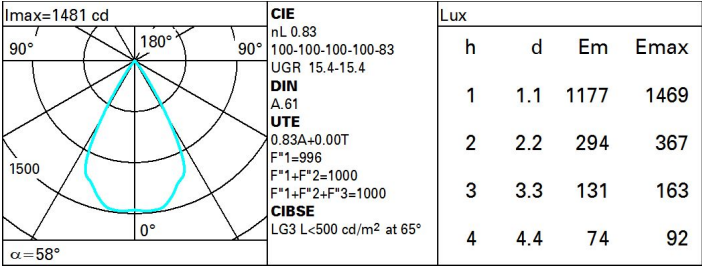 Imax=1481 cd
90° 180° 90°
1500
0°
α=58°
CIE
nL 0.83
100-100-100-100-83
UGR 15.4-15.4
DIN
A.61
UTE
0.83A+0.00T
F"1=996
F"1+F"2=1000
F"1+F"2+F"3=1000
CIBSE
LG3 L<500 cd/m² at 65°
Lux
h d Em Emax
1 1.1 1177 1469
2 2.2 294 367
3 3.3 131 163
4 4.4 74 92